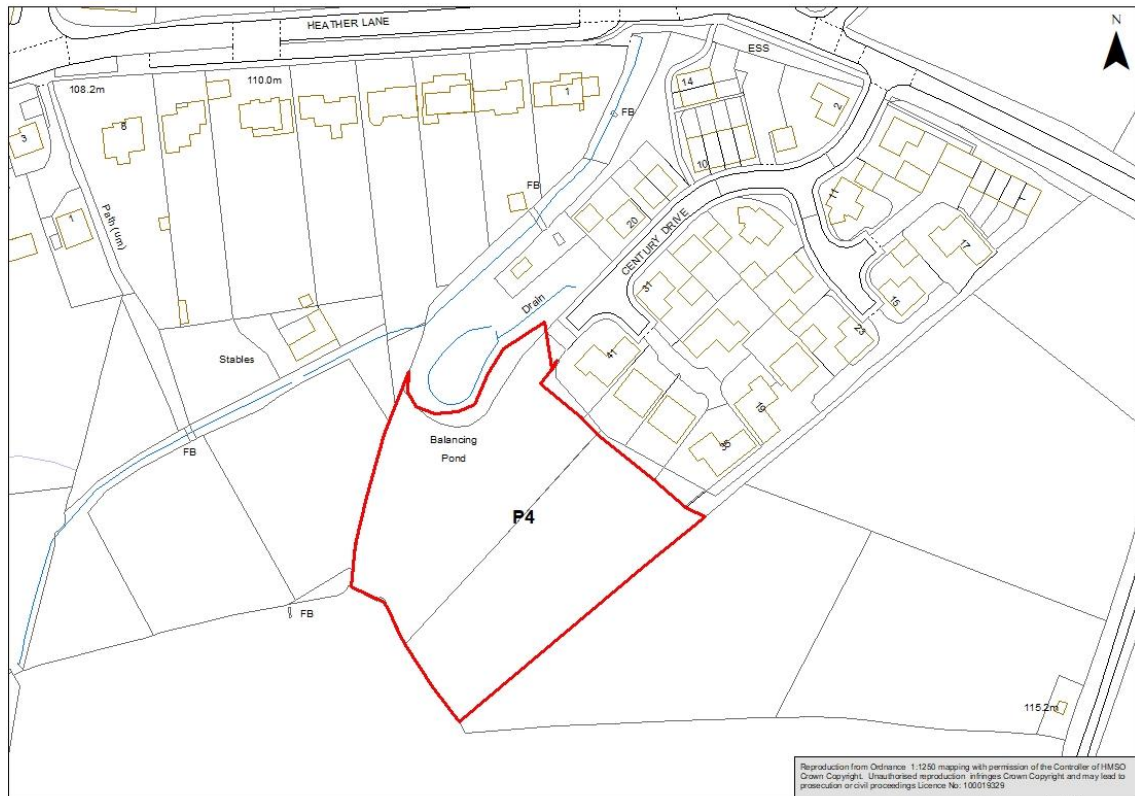 HEATHER LANE
N
ESS
110.0m
108.2m
14
2
1
FB
3
8
10
11
1
FB
1
Path (um)
20
17
CENTURY DRIVE
31
15
Drain
23
41
Stables
19
Balancing
Pond
35
FB
P4
FB
115.2m
Reproduction from Ordnance 1:1250 mapping with permission of the Controller of HMSO
Crown Copyright. Unauthorised reproduction infringes Crown Copyright and may lead to
prosecution or civil proceedings Licence No: 100019329